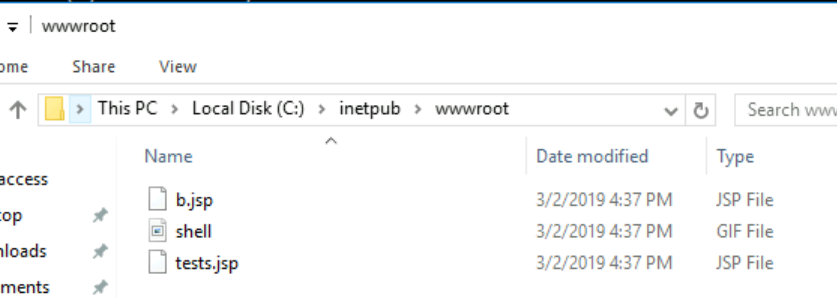 wwwroot
ome Share View
This PC > Local Disk (C:) > inetpub > wwwroot Search www
Name Date modified Type
access
b.jsp 3/2/2019 4:37 PM JSP File
top
shell 3/2/2019 4:37 PM GIF File
nloads
tests.jsp 3/2/2019 4:37 PM JSP File
ments